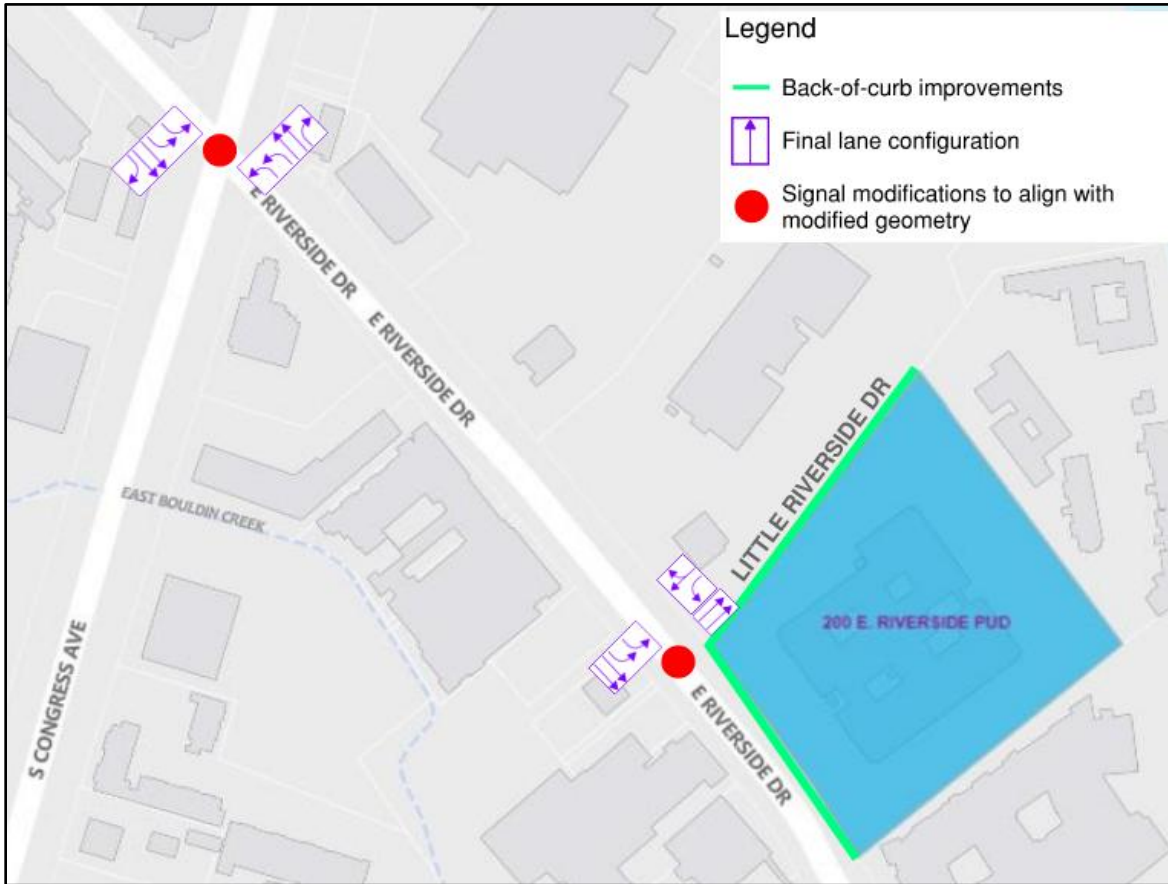 Legend
Back-of-curb improvements
Final lane configuration
Signal modifications to align with
modified geometry
E RIVERSIDE DR
E RIVERSIDE DR
LITTLE RIVERSIDE DR
EAST BOULDIN CREEK
200 E. RIVERSIDE PUD
S CONGRESS AVE
E RIVERSIDE DR